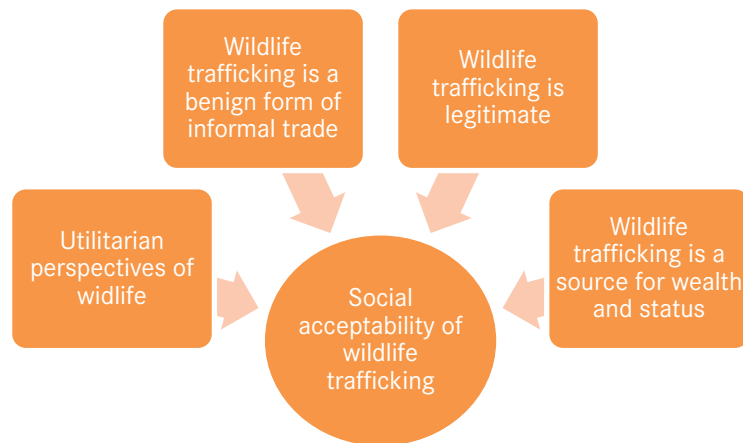 Wildlife
trafficking is a
benign form of
informal trade
Wildlife
trafficking is
legitimate
Utilitarian
perspectives of
widlife
Wildlife
trafficking is a
source for wealth
and status
Social
acceptability of
wildlife
trafficking